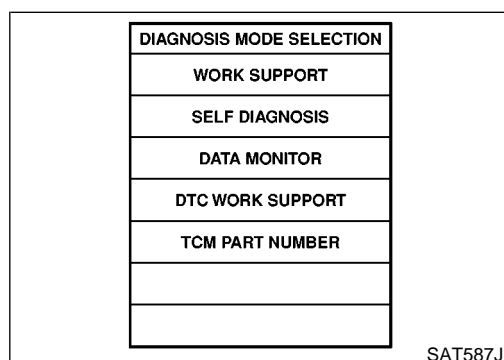 DIAGNOSIS MODE SELECTION
WORK SUPPORT
SELF DIAGNOSIS
DATA MONITOR
DTC WORK SUPPORT
TCM PART NUMBER
SAT587J